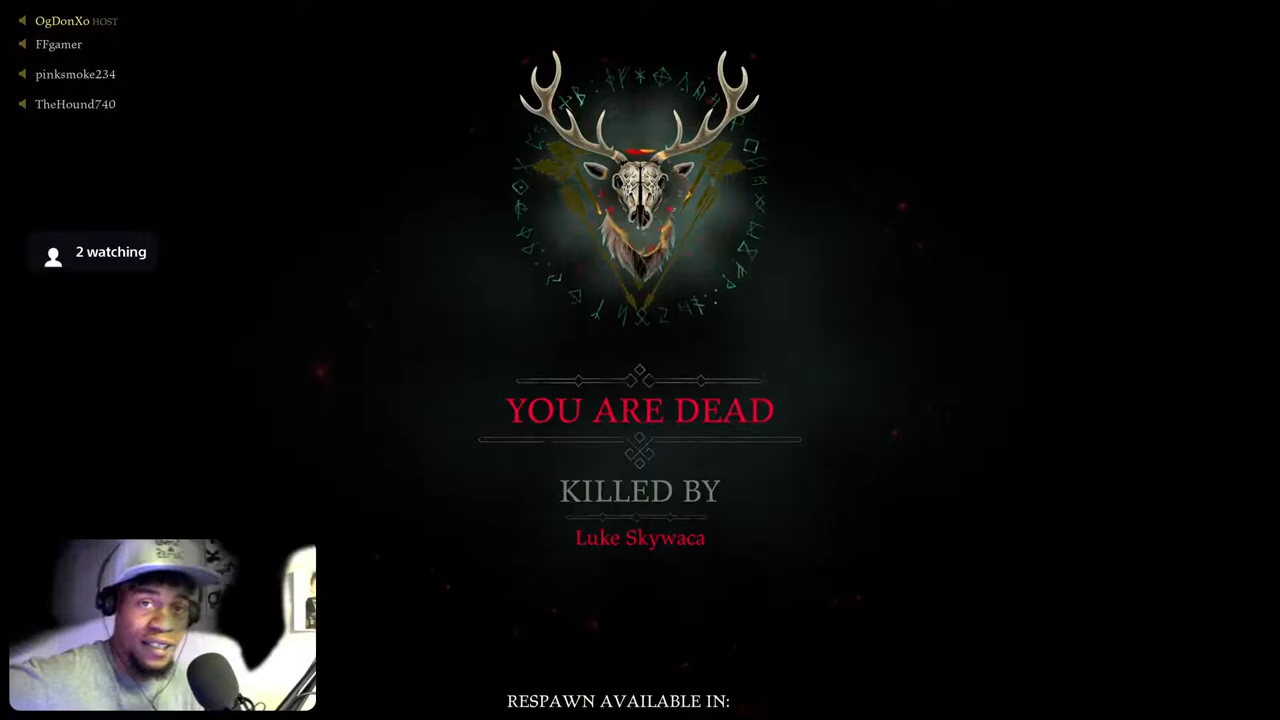 OgDonXo HOST
FFgamer
pinksmoke234
TheHound740
2 watching
YOU ARE DEAD
KILLED BY
Luke Skywaca
RESPAWN AVAILABLE IN: